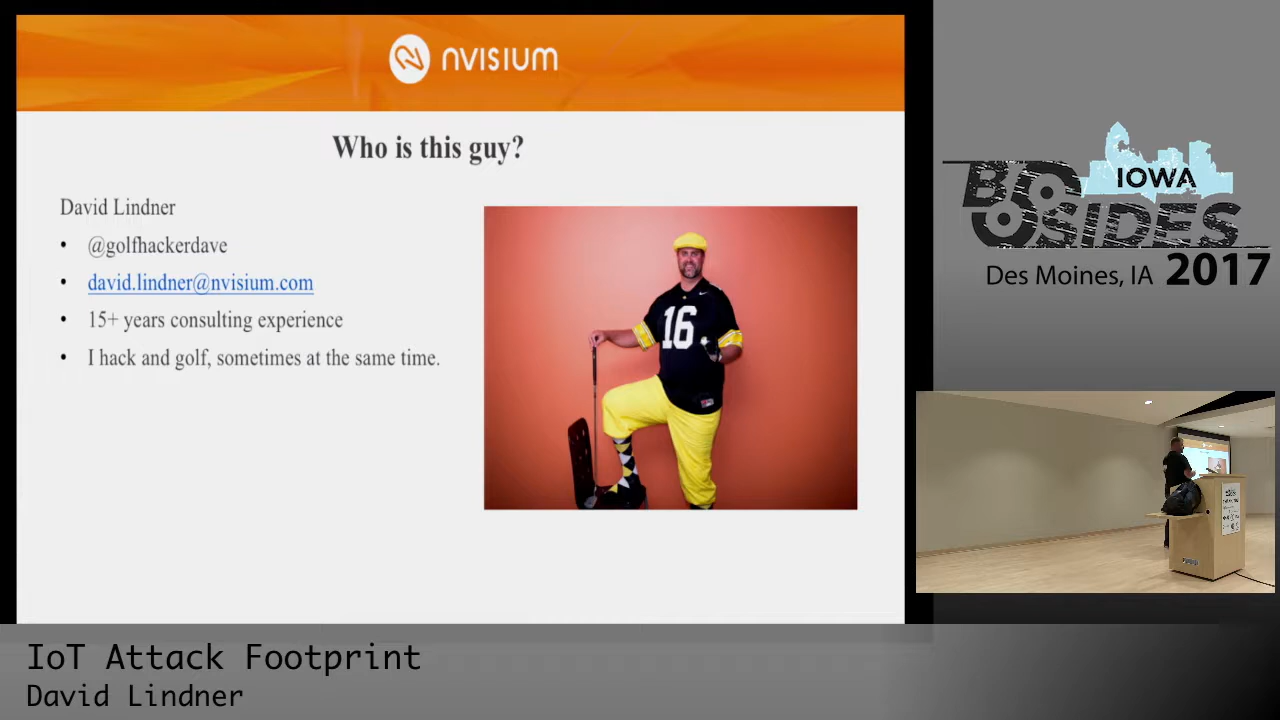 nvisium
Who is this guy?
David Lindner
• @golfhackerdave
• david.lindner@nvisium.com
• 15+ years consulting experience
• I hack and golf, sometimes at the same time.
16
IOWA
BSIDES
Des Moines, IA 2017
IoT Attack Footprint
David Lindner